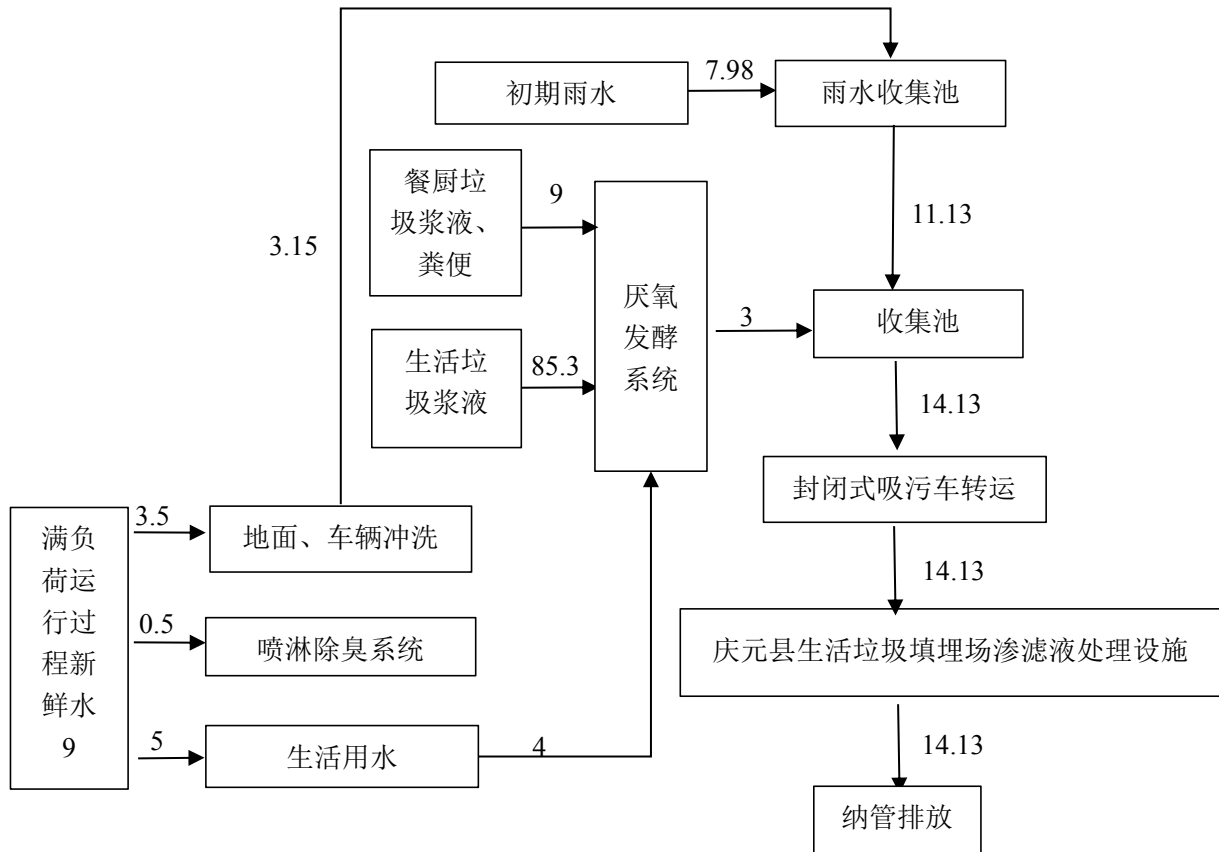 7.98
初期雨水
雨水收集池
餐厨垃
圾浆液、
粪便
9
3.15
11.13
厌氧
发酵
系统
3
收集池
生活垃
圾浆液
85.3
14.13
封闭式吸污车转运
满负
荷运
行过
程新
鲜水
9
3.5
地面、车辆冲洗
14.13
0.5
喷淋除臭系统
庆元县生活垃圾填埋场渗滤液处理设施
5
生活用水
4
14.13
纳管排放